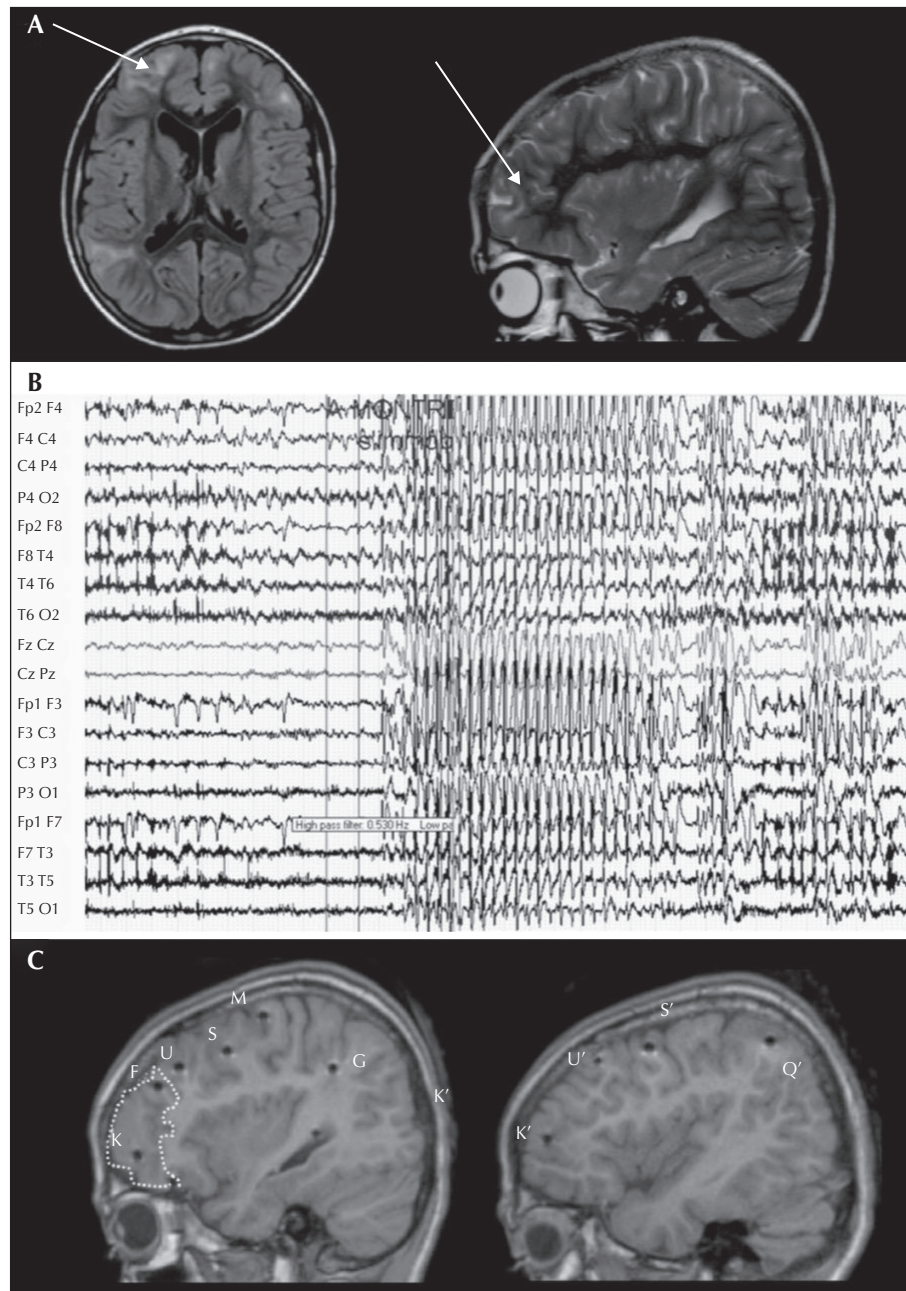 A
B
Fp2 F4
F4 C4
C4 P4
P4 O2
Fp2 F8
F8 T4
T4 T6
T6 O2
Fz Cz
Cz Pz
Fp1 F3
F3 C3
C3 P3
P3 O1
Fp1 F7
High pass filter: 0.530 Hz Low
F7 T3
T3 T5
T5 O1
C
M
S
U
F
G
K
K'
S'
U'
Q'
K'